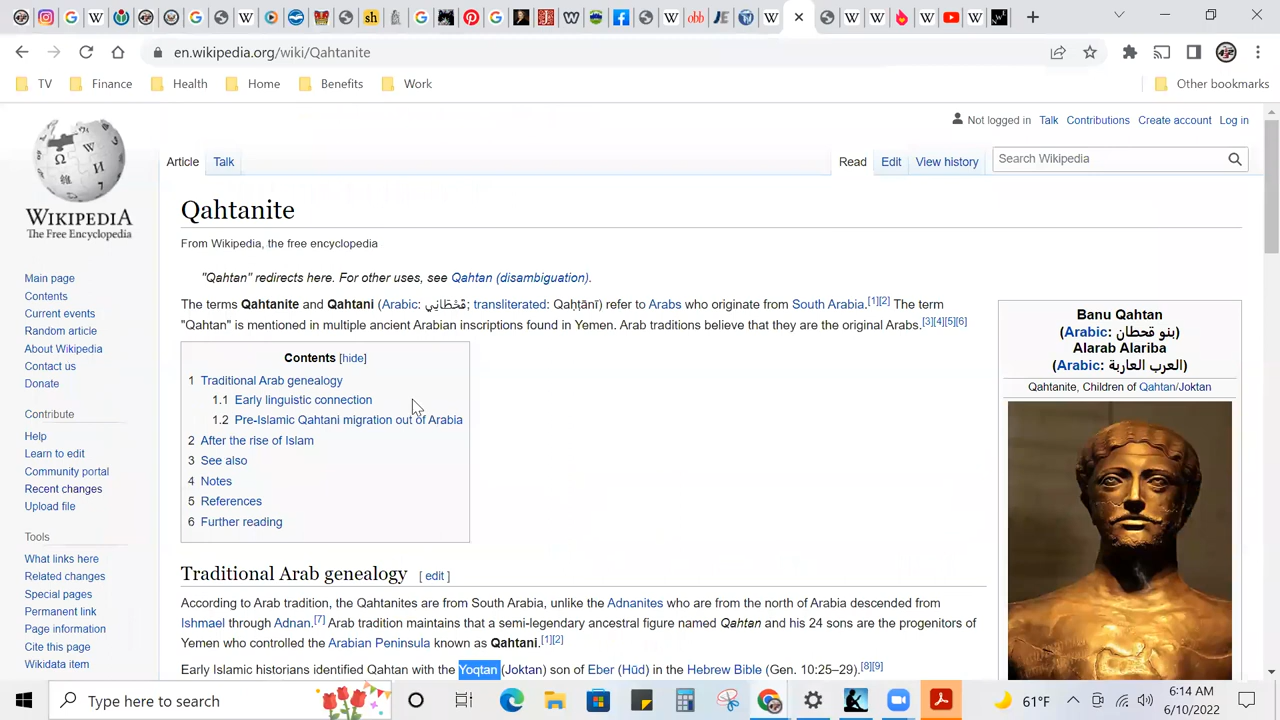 en.wikipedia.org/wiki/Qahtanite
TV
Finance
Health
Home
Benefits
Work
Other bookmarks
Not logged in
Talk
Contributions
Create account
Log in
Article
Talk
Read
Edit
View history
Search Wikipedia
WIKIPEDIA
The Free Encyclopedia
Main page
Contents
Current events
Random article
About Wikipedia
Contact us
Donate
Contribute
Help
Learn to edit
Community portal
Recent changes
Upload file
Tools
What links here
Related changes
Special pages
Permanent link
Page information
Cite this page
Wikidata item
Qahtanite
From Wikipedia, the free encyclopedia
"Qahtan" redirects here. For other uses, see Qahtan (disambiguation).
The terms Qahtanite and Qahtani (Arabic: قَحْطَانِي; transliterated: Qaḥṭānī) refer to Arabs who originate from South Arabia.[1][2] The term
"Qahtan" is mentioned in multiple ancient Arabian inscriptions found in Yemen. Arab traditions believe that they are the original Arabs.[3][4][5][6]
Contents [hide]
1 Traditional Arab genealogy
1.1 Early linguistic connection
1.2 Pre-Islamic Qahtani migration out of Arabia
2 After the rise of Islam
3 See also
4 Notes
5 References
6 Further reading
Traditional Arab genealogy [ edit ]
According to Arab tradition, the Qahtanites are from South Arabia, unlike the Adnanites who are from the north of Arabia descended from
Ishmael through Adnan.[7] Arab tradition maintains that a semi-legendary ancestral figure named Qahtan and his 24 sons are the progenitors of
Yemen who controlled the Arabian Peninsula known as Qahtani.[1][2]
Early Islamic historians identified Qahtan with the Yoqtan (Joktan) son of Eber (Hūd) in the Hebrew Bible (Gen. 10:25–29).[8][9]
Banu Qahtan
(Arabic: بنو قحطان)
Alarab Alariba
(Arabic: العرب العاربة)
Qahtanite, Children of Qahtan/Joktan
Type here to search
61°F
6:14 AM
6/10/2022